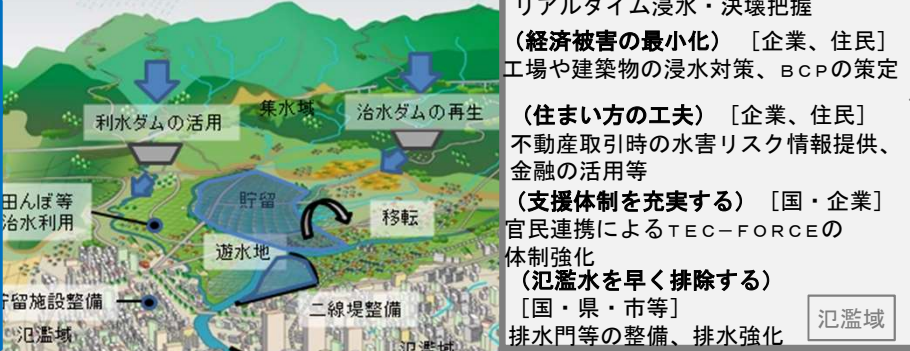 利水ダムの活用
集水域
治水ダムの再生
田んぼ等
治水利用
貯留
移転
遊水地
貯留施設整備
二線堤整備
氾濫域
氾濫域
リアルタイム浸水・決壊把握
（経済被害の最小化）［企業、住民］
工場や建築物の浸水対策、BCPの策定
（住まい方の工夫）［企業、住民］
不動産取引時の水害リスク情報提供、
金融の活用等
（支援体制を充実する）［国・企業］
官民連携によるTEC-FORCEの
体制強化
（氾濫水を早く排除する）
［国・県・市等］
排水門等の整備、排水強化
氾濫域